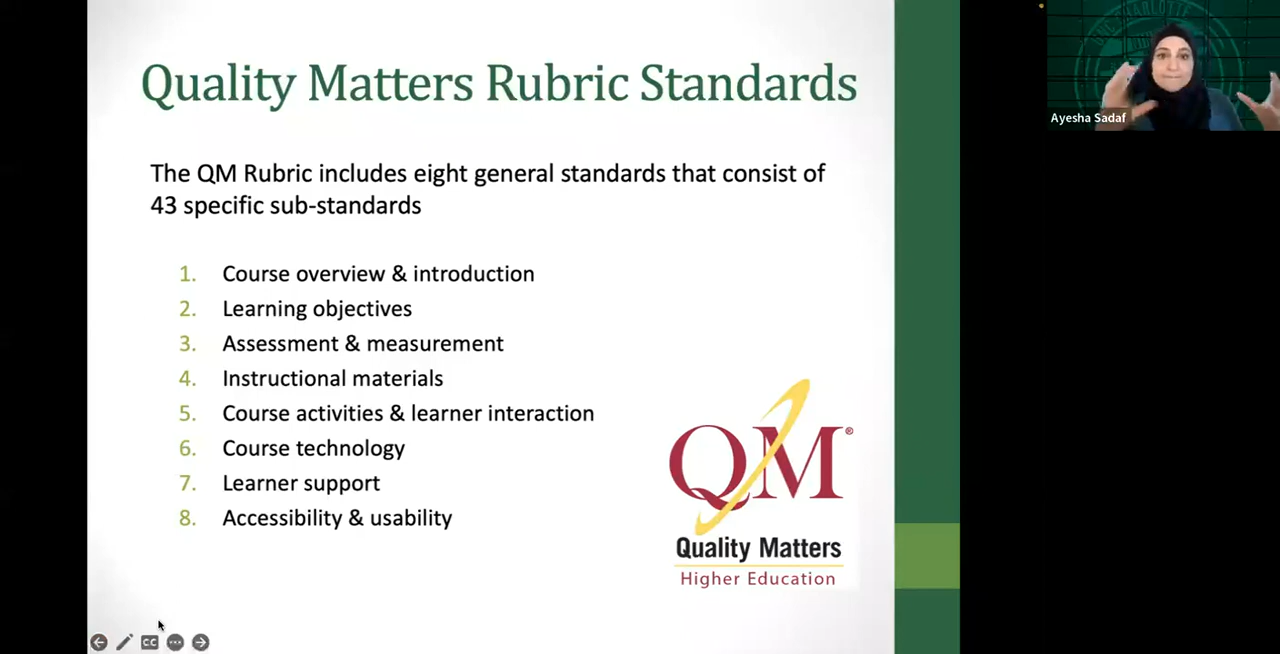 Quality Matters Rubric Standards
The QM Rubric includes eight general standards that consist of
43 specific sub-standards
1. Course overview & introduction
2. Learning objectives
3. Assessment & measurement
4. Instructional materials
5. Course activities & learner interaction
6. Course technology
7. Learner support
8. Accessibility & usability
QM®
Quality Matters
Higher Education
CC
CHARLOTTE
Ayesha Sadaf